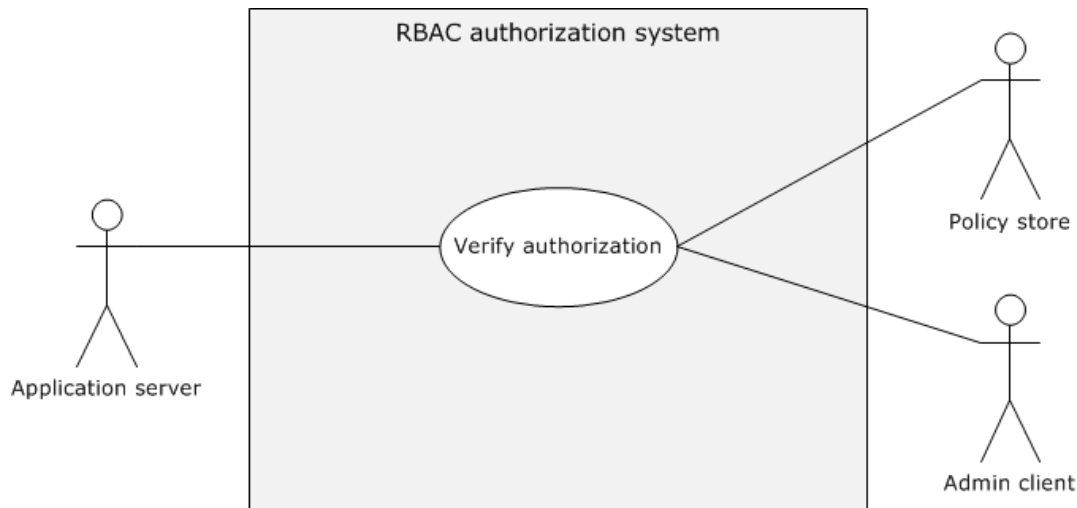 RBAC authorization system
Policy store
Verify authorization
Application server
Admin client